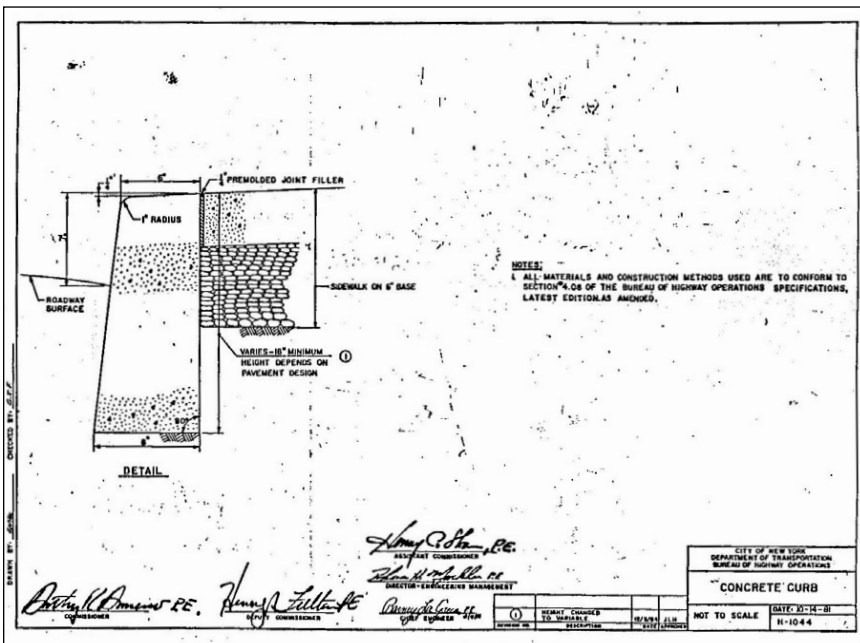 6"
1/4" PREMOLDED JOINT FILLER
1" RADIUS
7"
ROADWAY
SURFACE
SIDEWALK ON 6" BASE
VARIES-18" MINIMUM
HEIGHT DEPENDS ON
PAVEMENT DESIGN
1
8"
DETAIL
NOTES:
1. ALL MATERIALS AND CONSTRUCTION METHODS USED ARE TO CONFORM TO
SECTION #4.08 OF THE BUREAU OF HIGHWAY OPERATIONS SPECIFICATIONS,
LATEST EDITION AS AMENDED.
CHECKED BY:
DRAWN BY:
P.E.
ASSISTANT COMMISSIONER
P.E.
DIRECTOR-ENGINEERING MANAGEMENT
P.E.
COMMISSIONER
P.E.
DEPUTY COMMISSIONER
P.E.
CHIEF ENGINEER
1 HEIGHT CHANGED
TO VARIABLE
REVISION NO. DESCRIPTION DATE APPROVED
CITY OF NEW YORK
DEPARTMENT OF TRANSPORTATION
BUREAU OF HIGHWAY OPERATIONS
CONCRETE CURB
NOT TO SCALE
DATE: 10-14-81
H-1044